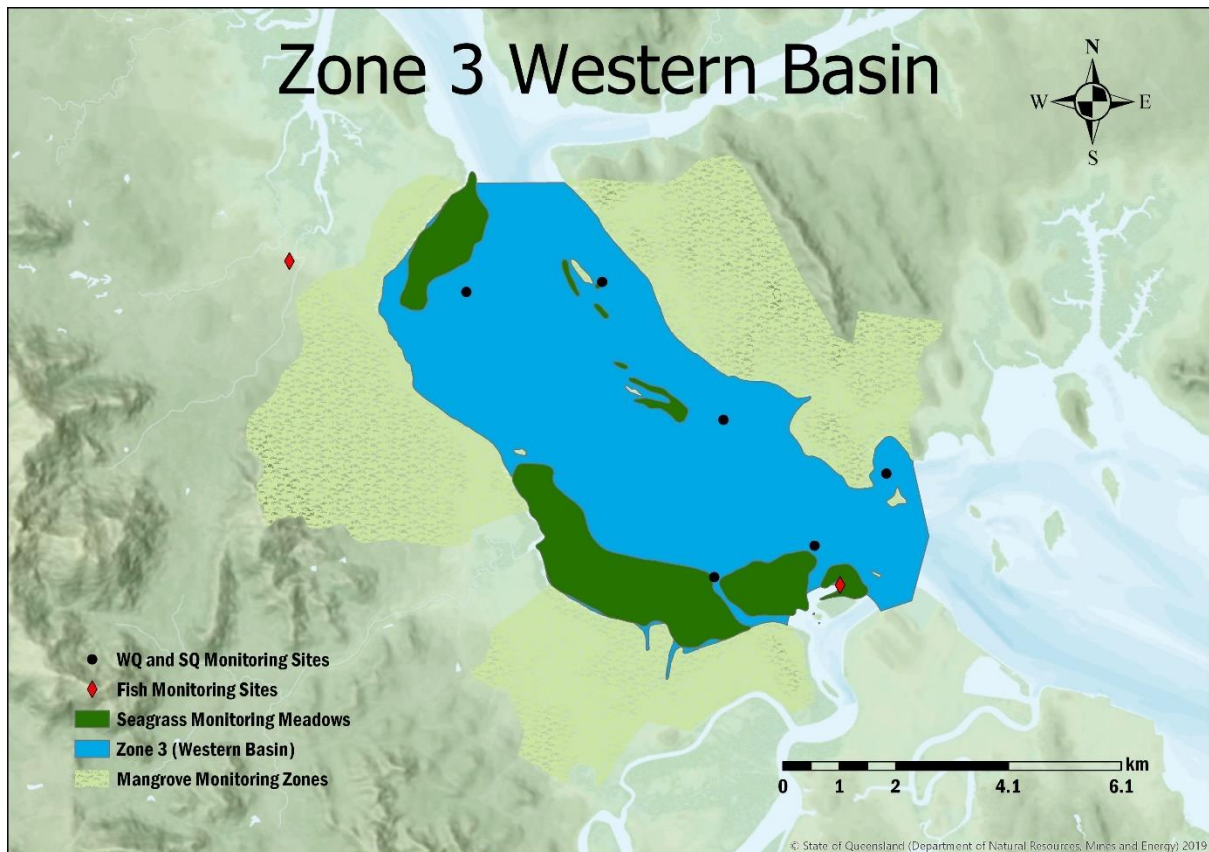 Zone 3 Western Basin
N
W
E
S
WQ and SQ Monitoring Sites
Fish Monitoring Sites
Seagrass Monitoring Meadows
Zone 3 (Western Basin)
Mangrove Monitoring Zones
km
0 1 2 4.1 6.1
© State of Queensland (Department of Natural Resources, Mines and Energy) 2019